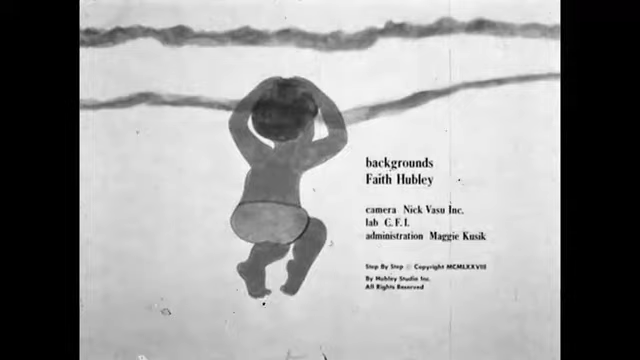 backgrounds
Faith Hubley
camera Nick Vasu Inc.
lab C. F. I.
administration Maggie Kusik
Step By Step © Copyright MCMLXXVIII
By Hubley Studio Inc.
All Rights Reserved